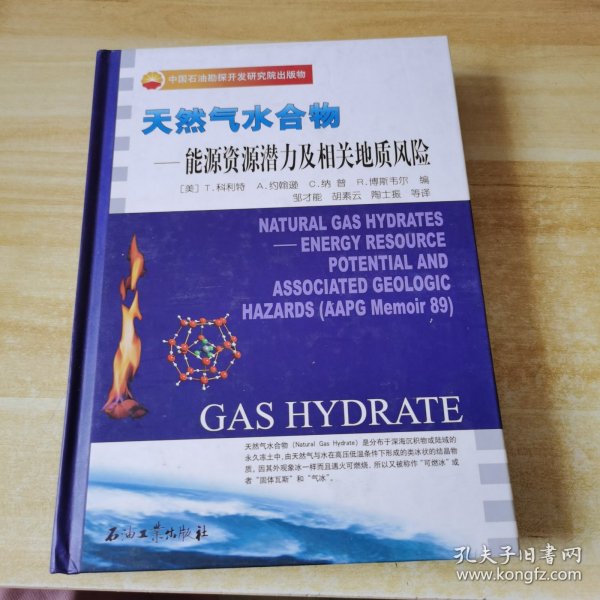 中国石油勘探开发研究院出版物
天然气水合物
——能源资源潜力及相关地质风险
[美] T.科利特 A.约翰逊 C.纳普 R.博斯韦尔 编
邹才能 胡素云 陶士振 等译
NATURAL GAS HYDRATES
——ENERGY RESOURCE
POTENTIAL AND
ASSOCIATED GEOLOGIC
HAZARDS (AAPG Memoir 89)
GAS HYDRATE
天然气水合物（Natural Gas Hydrate）是分布于深海沉积物或陆域的
永久冻土中，由天然气与水在高压低温条件下形成的类冰状的结晶物
质，因其外观象冰一样而且遇火可燃烧，所以又被称作“可燃冰”或
者“固体瓦斯”和“气冰”。
石油工业出版社
孔夫子旧书网
www.kongfz.com